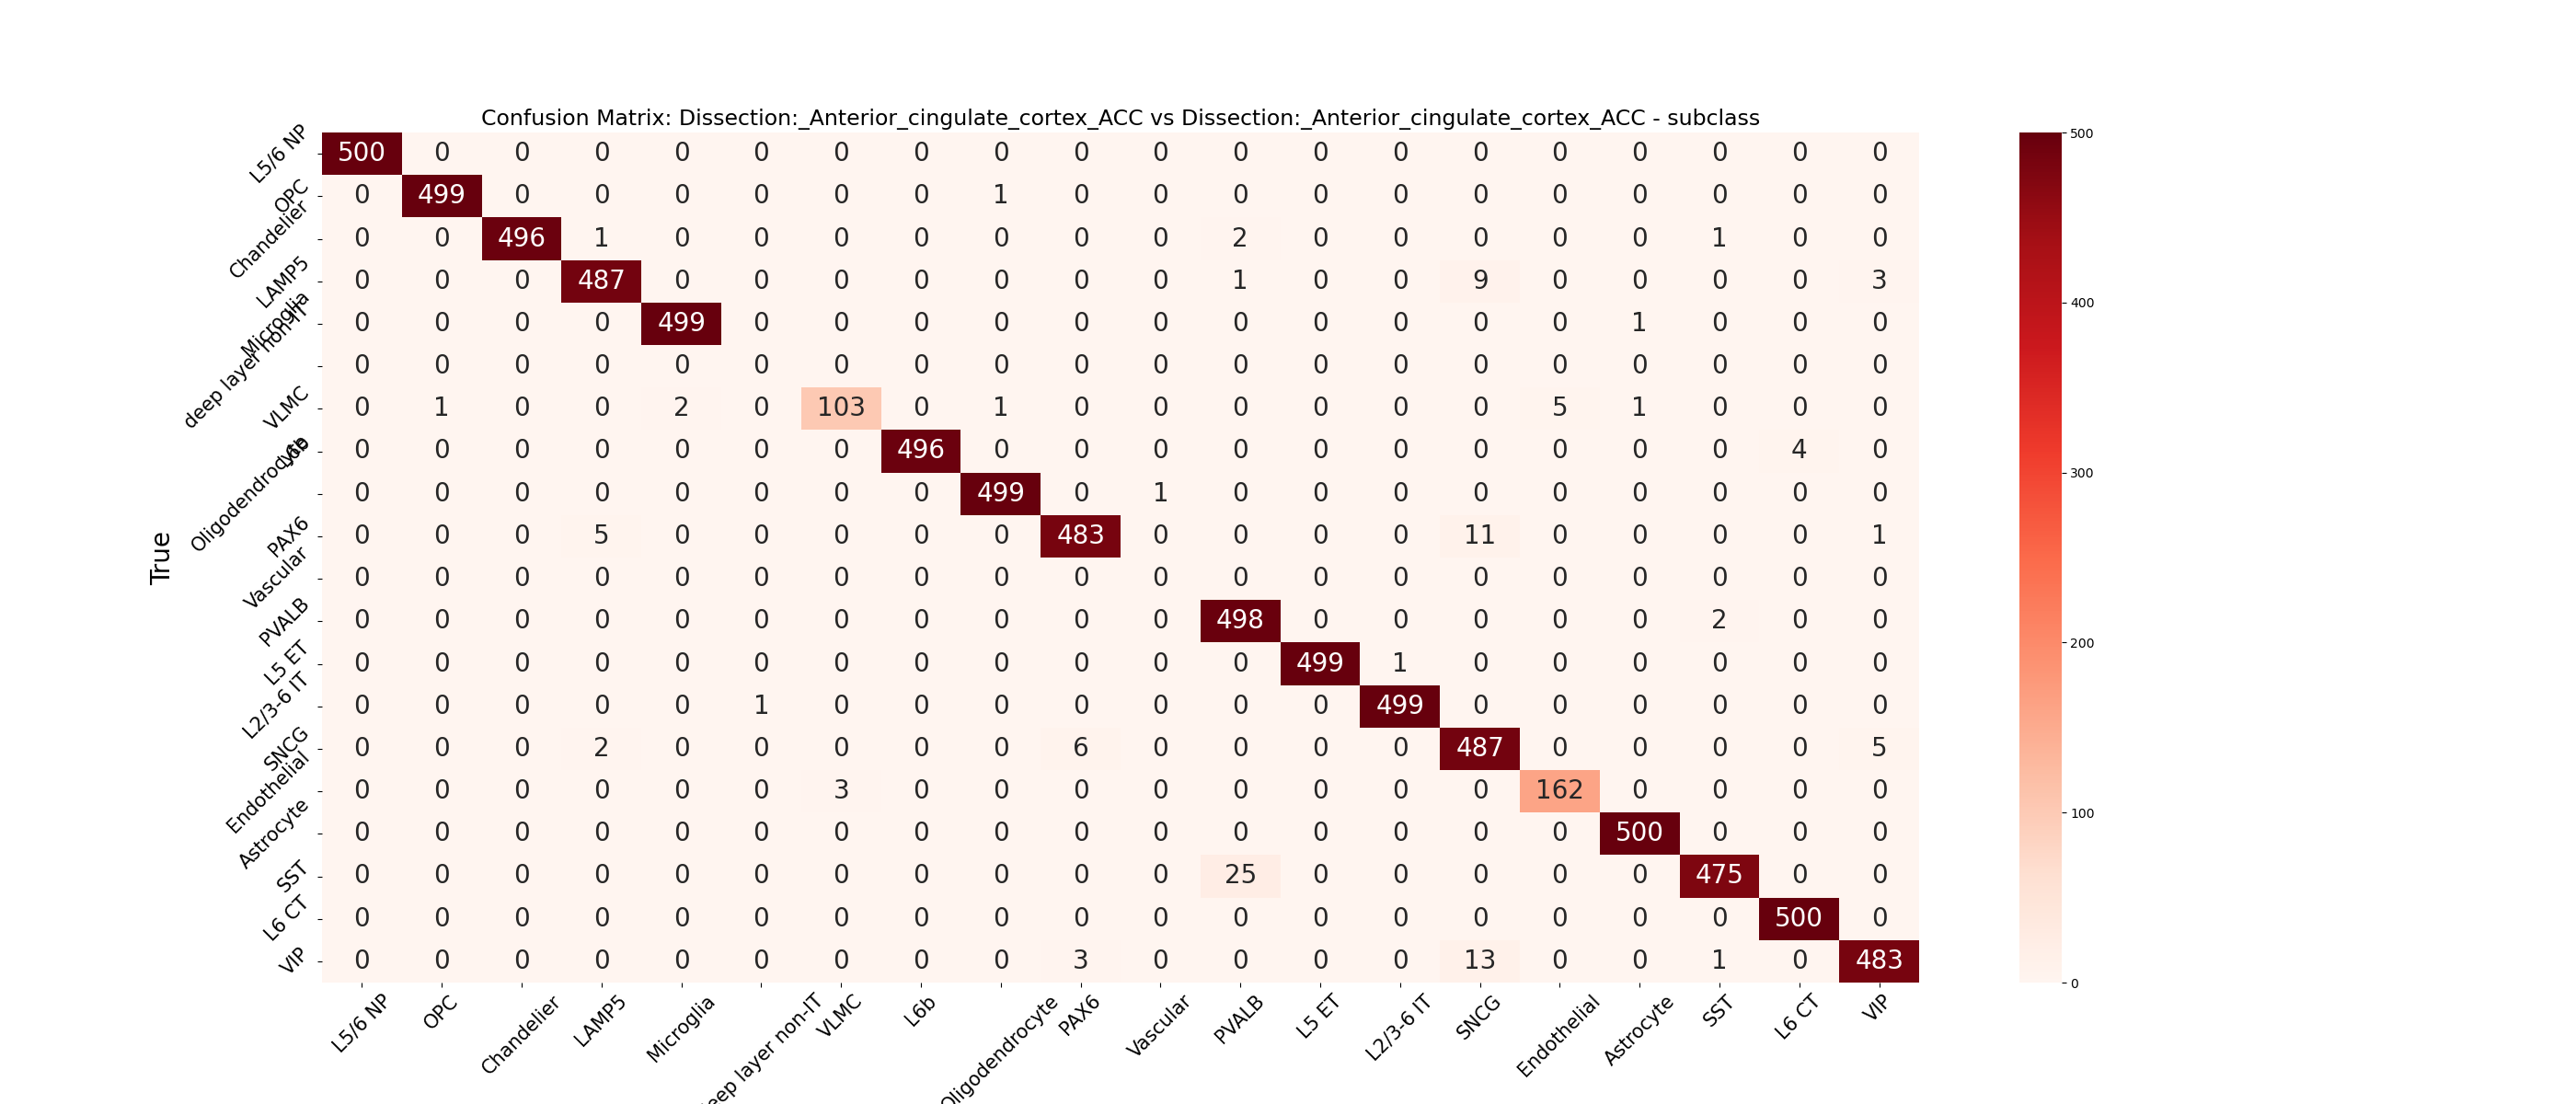 Confusion Matrix: Dissection:_Anterior_cingulate_cortex_ACC vs Dissection:_Anterior_cingulate_cortex_ACC - subclass
True
L5/6 NP 500 0 0 0 0 0 0 0 0 0 0 0 0 0 0 0 0 0 0 0
OPC 0 499 0 0 0 0 0 0 1 0 0 0 0 0 0 0 0 0 0 0
Chandelier 0 0 496 1 0 0 0 0 0 0 0 2 0 0 0 0 0 1 0 0
LAMP5 0 0 0 487 0 0 0 0 0 0 0 1 0 0 9 0 0 0 0 3
Microglia 0 0 0 0 499 0 0 0 0 0 0 0 0 0 0 0 1 0 0 0
deep layer non-IT 0 0 0 0 0 0 0 0 0 0 0 0 0 0 0 0 0 0 0 0
VLMC 0 1 0 0 2 0 103 0 1 0 0 0 0 0 0 5 1 0 0 0
L6b 0 0 0 0 0 0 0 496 0 0 0 0 0 0 0 0 0 0 4 0
Oligodendrocyte 0 0 0 0 0 0 0 0 499 0 1 0 0 0 0 0 0 0 0 0
PAX6 0 0 0 5 0 0 0 0 0 483 0 0 0 0 11 0 0 0 0 1
Vascular 0 0 0 0 0 0 0 0 0 0 0 0 0 0 0 0 0 0 0 0
PVALB 0 0 0 0 0 0 0 0 0 0 0 498 0 0 0 0 0 2 0 0
L5 ET 0 0 0 0 0 0 0 0 0 0 0 0 499 1 0 0 0 0 0 0
L2/3-6 IT 0 0 0 0 0 1 0 0 0 0 0 0 0 499 0 0 0 0 0 0
SNCG 0 0 0 2 0 0 0 0 0 6 0 0 0 0 487 0 0 0 0 5
Endothelial 0 0 0 0 0 0 3 0 0 0 0 0 0 0 0 162 0 0 0 0
Astrocyte 0 0 0 0 0 0 0 0 0 0 0 0 0 0 0 0 500 0 0 0
SST 0 0 0 0 0 0 0 0 0 0 0 25 0 0 0 0 0 475 0 0
L6 CT 0 0 0 0 0 0 0 0 0 0 0 0 0 0 0 0 0 0 500 0
VIP 0 0 0 0 0 0 0 0 0 3 0 0 0 0 13 0 0 1 0 483
L5/6 NP OPC Chandelier LAMP5 Microglia deep layer non-IT VLMC L6b Oligodendrocyte PAX6 Vascular PVALB L5 ET L2/3-6 IT SNCG Endothelial Astrocyte SST L6 CT VIP
500
400
300
200
100
0